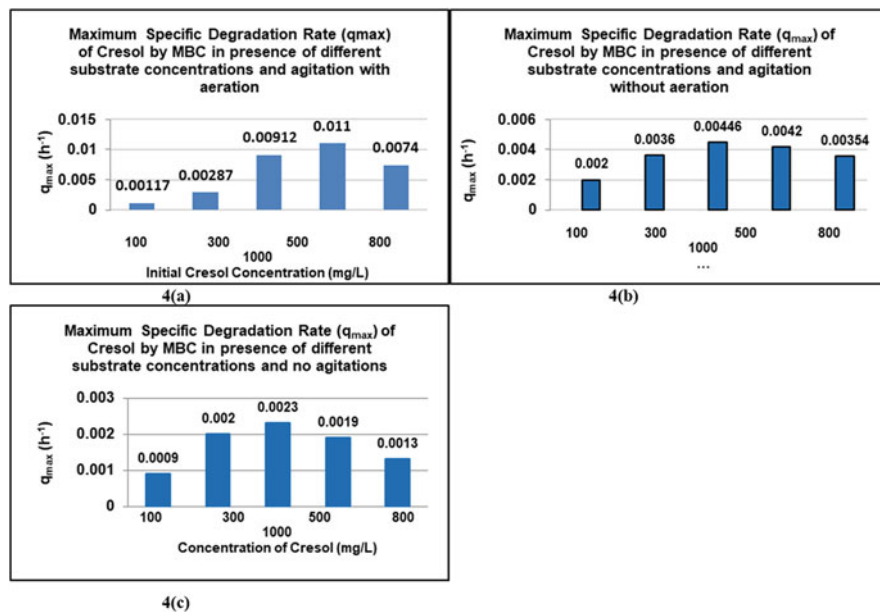 Maximum Specific Degradation Rate (qmax)
of Cresol by MBC in presence of different
substrate concentrations and agitation with
aeration
0.015
0.01
0.005
0
qmax (h-1)
0.00117
0.00287
0.00912
0.011
0.0074
100 300 500 800
1000
Initial Cresol Concentration (mg/L)
4(a)
Maximum Specific Degradation Rate (qmax) of
Cresol by MBC in presence of different
substrate concentrations and agitation
without aeration
0.006
0.004
0.002
0
qmax (h-1)
0.002
0.0036
0.00446
0.0042
0.00354
100 300 500 800
1000
...
4(b)
Maximum Specific Degradation Rate (qmax) of
Cresol by MBC in presence of different
substrate concentrations and no agitations
0.003
0.002
0.001
0
qmax (h-1)
0.0009
0.002
0.0023
0.0019
0.0013
100 300 500 800
1000
Concentration of Cresol (mg/L)
4(c)